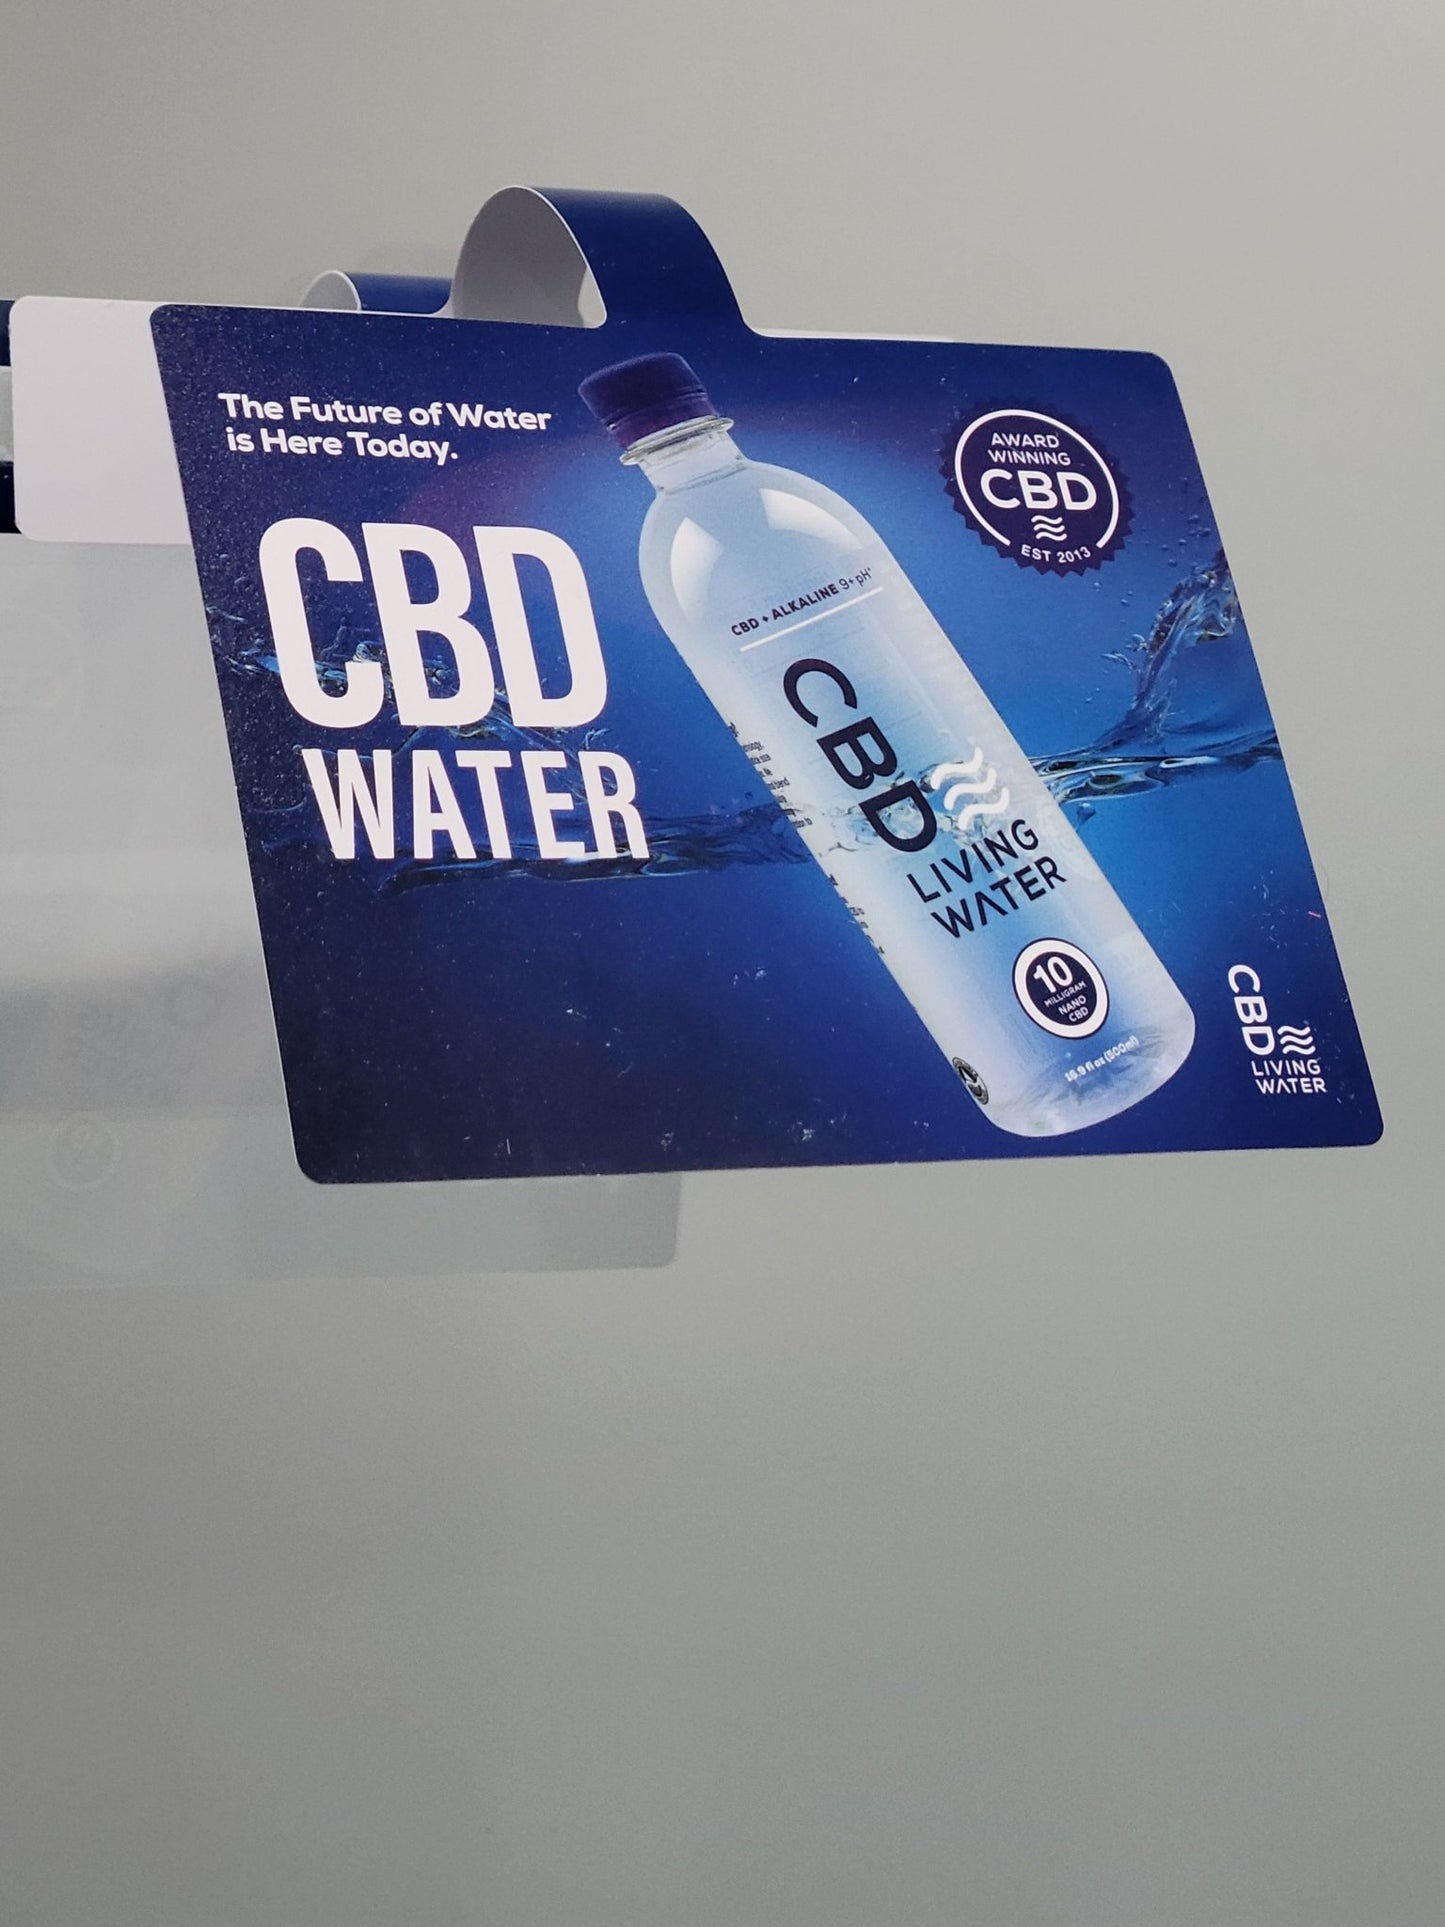 The Future of Water
is Here Today.
CBD
WATER
AWARD
WINNING
CBD
EST 2013
CBD + ALKALINE 9+ pH*
CBD
LIVING
WATER
10
MILLIGRAM
NANO
CBD
16.9 fl oz (500ml)
CBD
LIVING
WATER